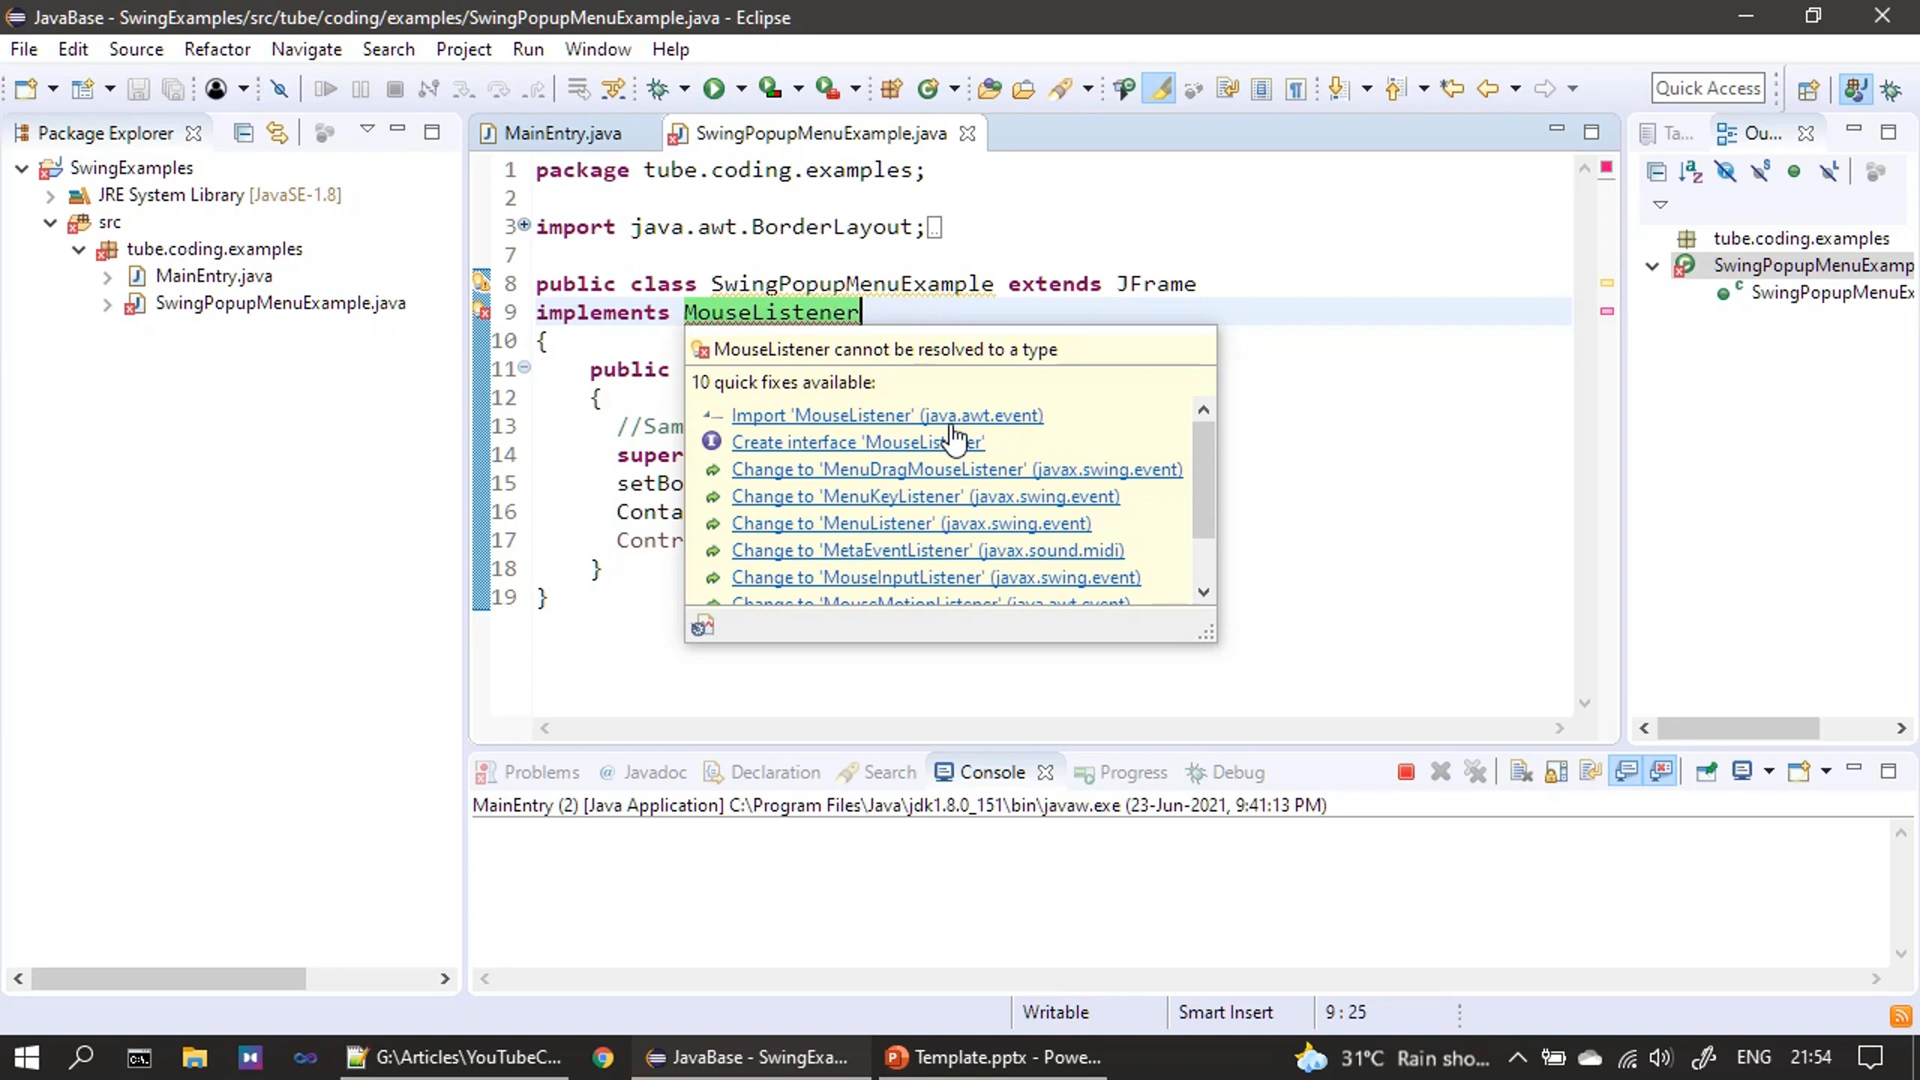 JavaBase - SwingExamples/src/tube/coding/examples/SwingPopupMenuExample.java - Eclipse
File Edit Source Refactor Navigate Search Project Run Window Help
Quick Access
Package Explorer
SwingExamples
JRE System Library [JavaSE-1.8]
src
tube.coding.examples
MainEntry.java
SwingPopupMenuExample.java
MainEntry.java SwingPopupMenuExample.java
1 package tube.coding.examples;
2
3 import java.awt.BorderLayout;
7
8 public class SwingPopupMenuExample extends JFrame
9 implements MouseListener
10 {
11 public
12 {
13 //Sam
14 super
15 setBo
16 Conta
17 Contr
18 }
19 }
MouseListener cannot be resolved to a type
10 quick fixes available:
Import 'MouseListener' (java.awt.event)
Create interface 'MouseListener'
Change to 'MenuDragMouseListener' (javax.swing.event)
Change to 'MenuKeyListener' (javax.swing.event)
Change to 'MenuListener' (javax.swing.event)
Change to 'MetaEventListener' (javax.sound.midi)
Change to 'MouseInputListener' (javax.swing.event)
Change to 'MouseMotionListener' (java.awt.event)
Ta... Ou...
tube.coding.examples
SwingPopupMenuExamp
SwingPopupMenuEx
Problems @ Javadoc Declaration Search Console Progress Debug
MainEntry (2) [Java Application] C:\Program Files\Java\jdk1.8.0_151\bin\javaw.exe (23-Jun-2021, 9:41:13 PM)
Writable Smart Insert 9 : 25
G:\Articles\YouTubeC... JavaBase - SwingExa... Template.pptx - Powe... 31°C Rain sho... ENG 21:54